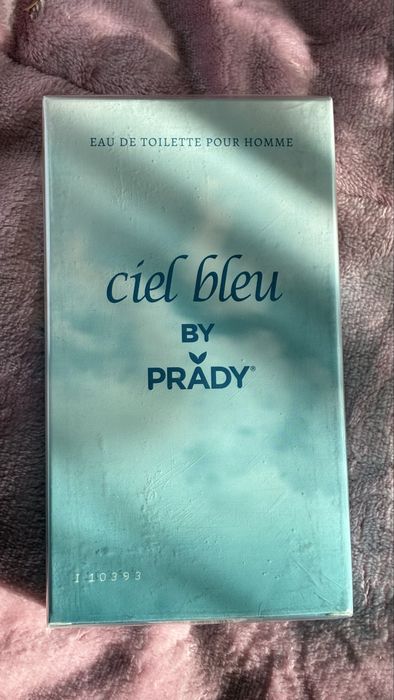 EAU DE TOILETTE POUR HOMME
ciel bleu
BY
PRADY®
I 10393